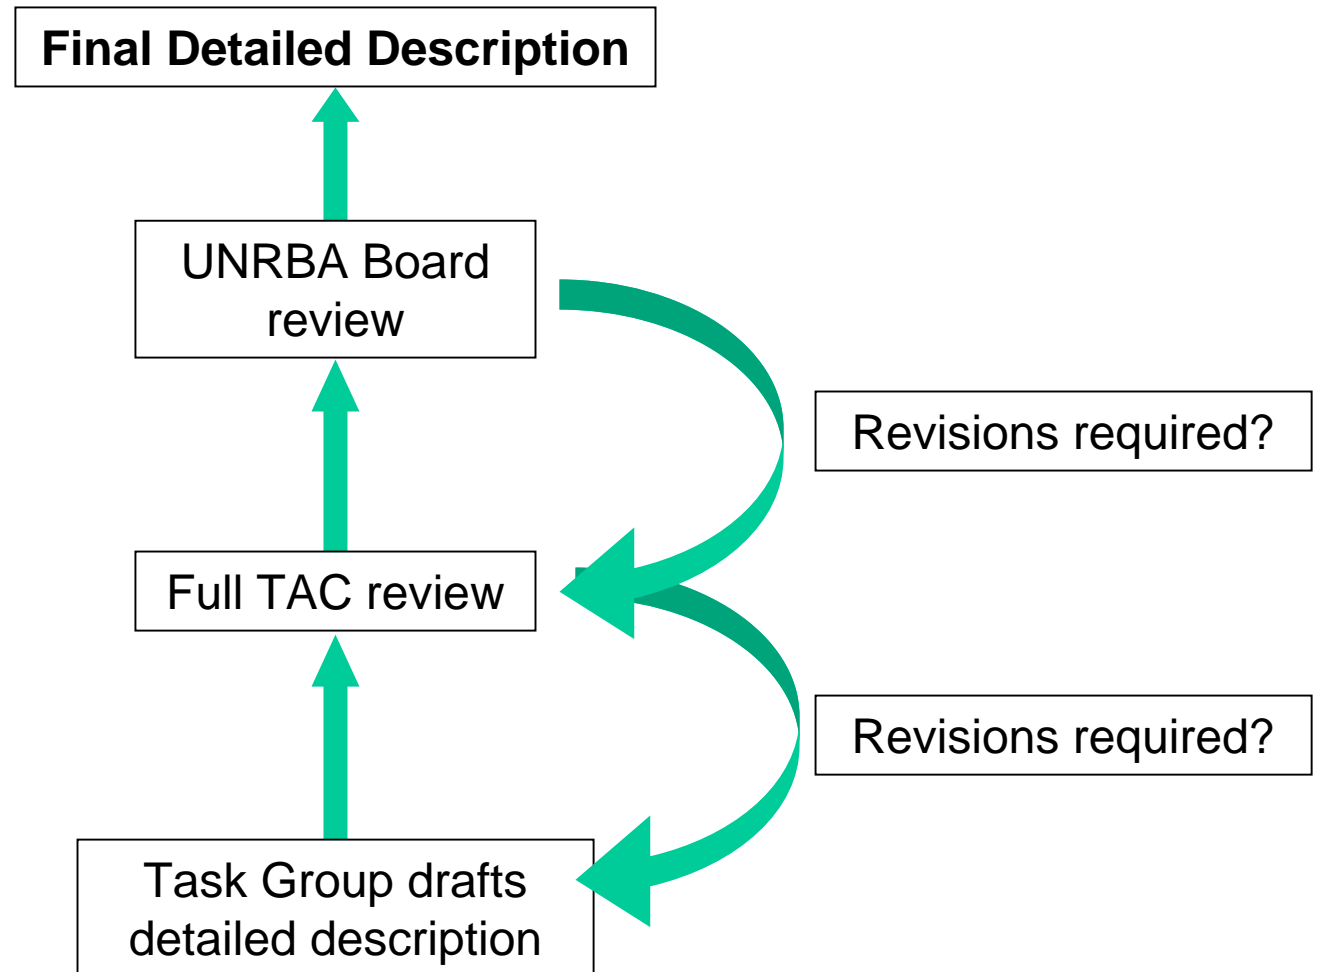 Final Detailed Description
UNRBA Board
review
Revisions required?
Full TAC review
Revisions required?
Task Group drafts
detailed description